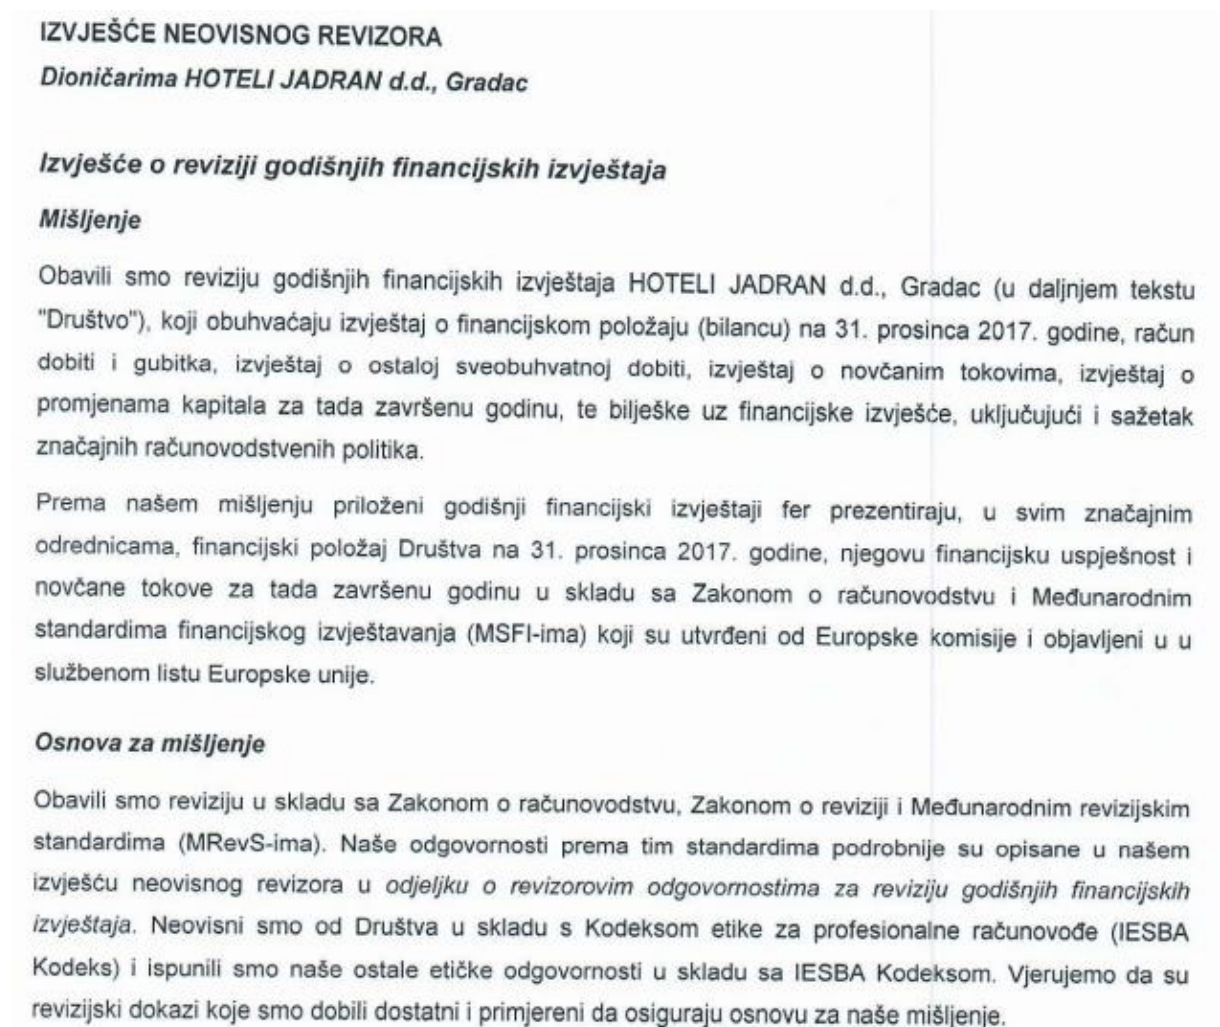 IZVJEŠĆE NEOVISNOG REVIZORA
Dioničarima HOTELI JADRAN d.d., Gradac
Izvješće o reviziji godišnjih financijskih izvještaja
Mišljenje
Obavili smo reviziju godišnjih financijskih izvještaja HOTELI JADRAN d.d., Gradac (u daljnjem tekstu
"Društvo"), koji obuhvaćaju izvještaj o financijskom položaju (bilancu) na 31. prosinca 2017. godine, račun
dobiti i gubitka, izvještaj o ostaloj sveobuhvatnoj dobiti, izvještaj o novčanim tokovima, izvještaj o
promjenama kapitala za tada završenu godinu, te bilješke uz financijske izvješće, uključujući i sažetak
značajnih računovodstvenih politika.
Prema našem mišljenju priloženi godišnji financijski izvještaji fer prezentiraju, u svim značajnim
odrednicama, financijski položaj Društva na 31. prosinca 2017. godine, njegovu financijsku uspješnost i
novčane tokove za tada završenu godinu u skladu sa Zakonom o računovodstvu i Međunarodnim
standardima financijskog izvještavanja (MSFI-ima) koji su utvrđeni od Europske komisije i objavljeni u u
službenom listu Europske unije.
Osnova za mišljenje
Obavili smo reviziju u skladu sa Zakonom o računovodstvu, Zakonom o reviziji i Međunarodnim revizijskim
standardima (MRevS-ima). Naše odgovornosti prema tim standardima podrobnije su opisane u našem
izvješću neovisnog revizora u odjeljku o revizorovim odgovornostima za reviziju godišnjih financijskih
izvještaja. Neovisni smo od Društva u skladu s Kodeksom etike za profesionalne računovođe (IESBA
Kodeks) i ispunili smo naše ostale etičke odgovornosti u skladu sa IESBA Kodeksom. Vjerujemo da su
revizijski dokazi koje smo dobili dostatni i primjereni da osiguraju osnovu za naše mišljenje.